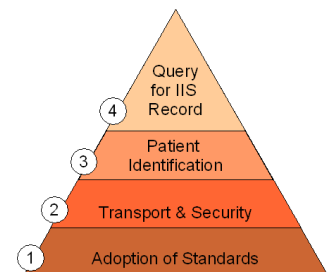 Query
for IIS
Record
4
Patient
Identification
3
Transport & Security
2
Adoption of Standards
1